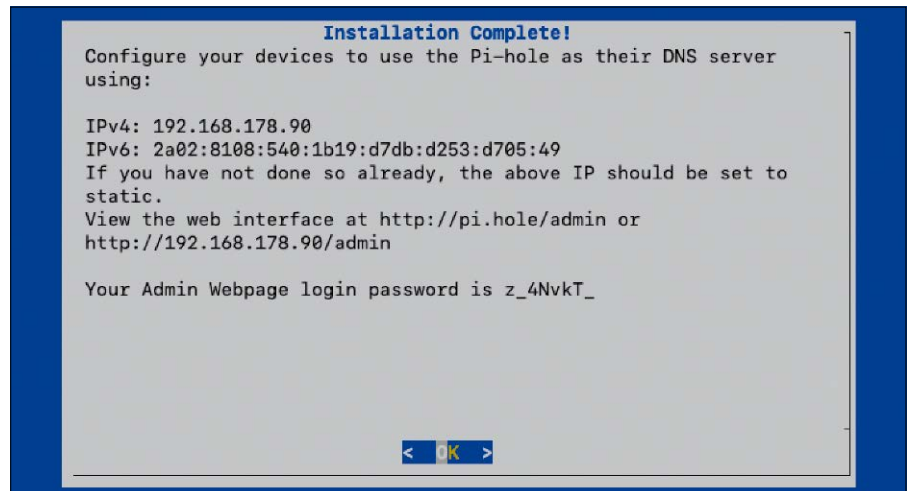 Installation Complete!
Configure your devices to use the Pi-hole as their DNS server
using:
IPv4: 192.168.178.90
IPv6: 2a02:8108:540:1b19:d7db:d253:d705:49
If you have not done so already, the above IP should be set to
static.
View the web interface at http://pi.hole/admin or
http://192.168.178.90/admin
Your Admin Webpage login password is z_4NvkT_
< OK >